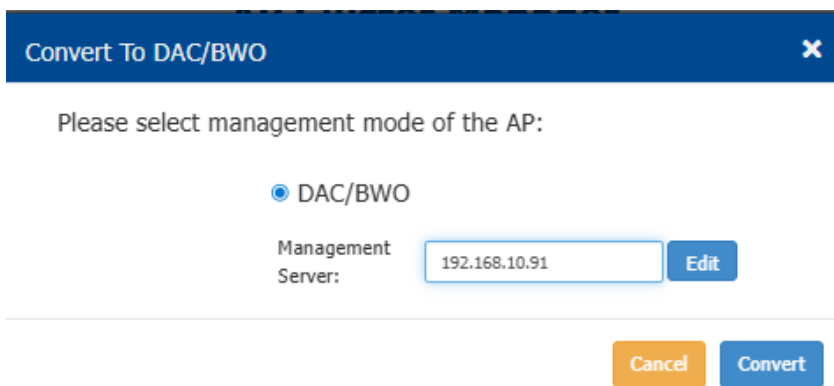 Convert To DAC/BWO
Please select management mode of the AP:
DAC/BWO
Management
Server:
192.168.10.91
Edit
Cancel
Convert